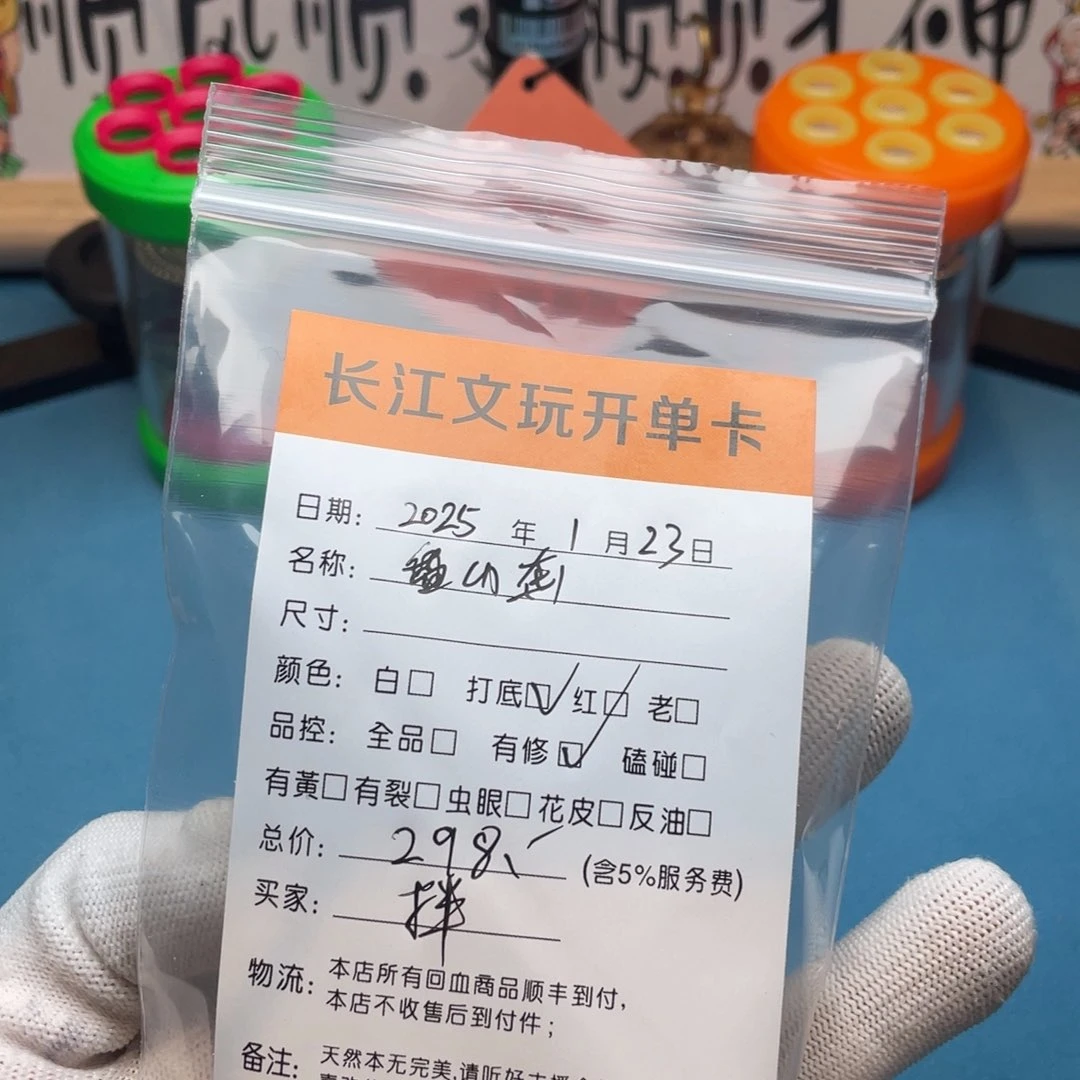 长江文玩开单卡
日期: 2025 年 1 月 23 日
名称:
尺寸:
颜色: 白□ 打底☑ 红□ 老□
品控: 全品□ 有修☑ 磕碰□
有黃□有裂□虫眼□花皮□反油□
总价: 298、 (含5%服务费)
买家: 拌
物流: 本店所有回血商品顺丰到付,
本店不收售后到付件;
备注: 天然本无完美,请听好主播